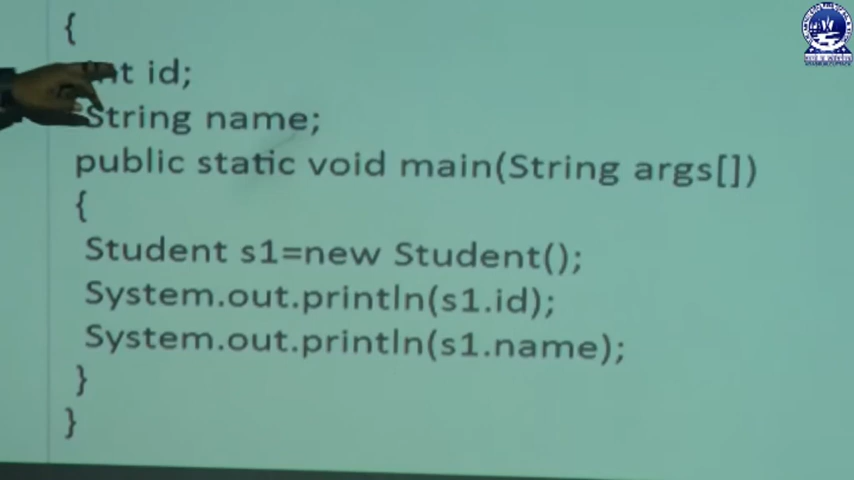 {
int id;
String name;
public static void main(String args[])
{
Student s1=new Student();
System.out.println(s1.id);
System.out.println(s1.name);
}
}